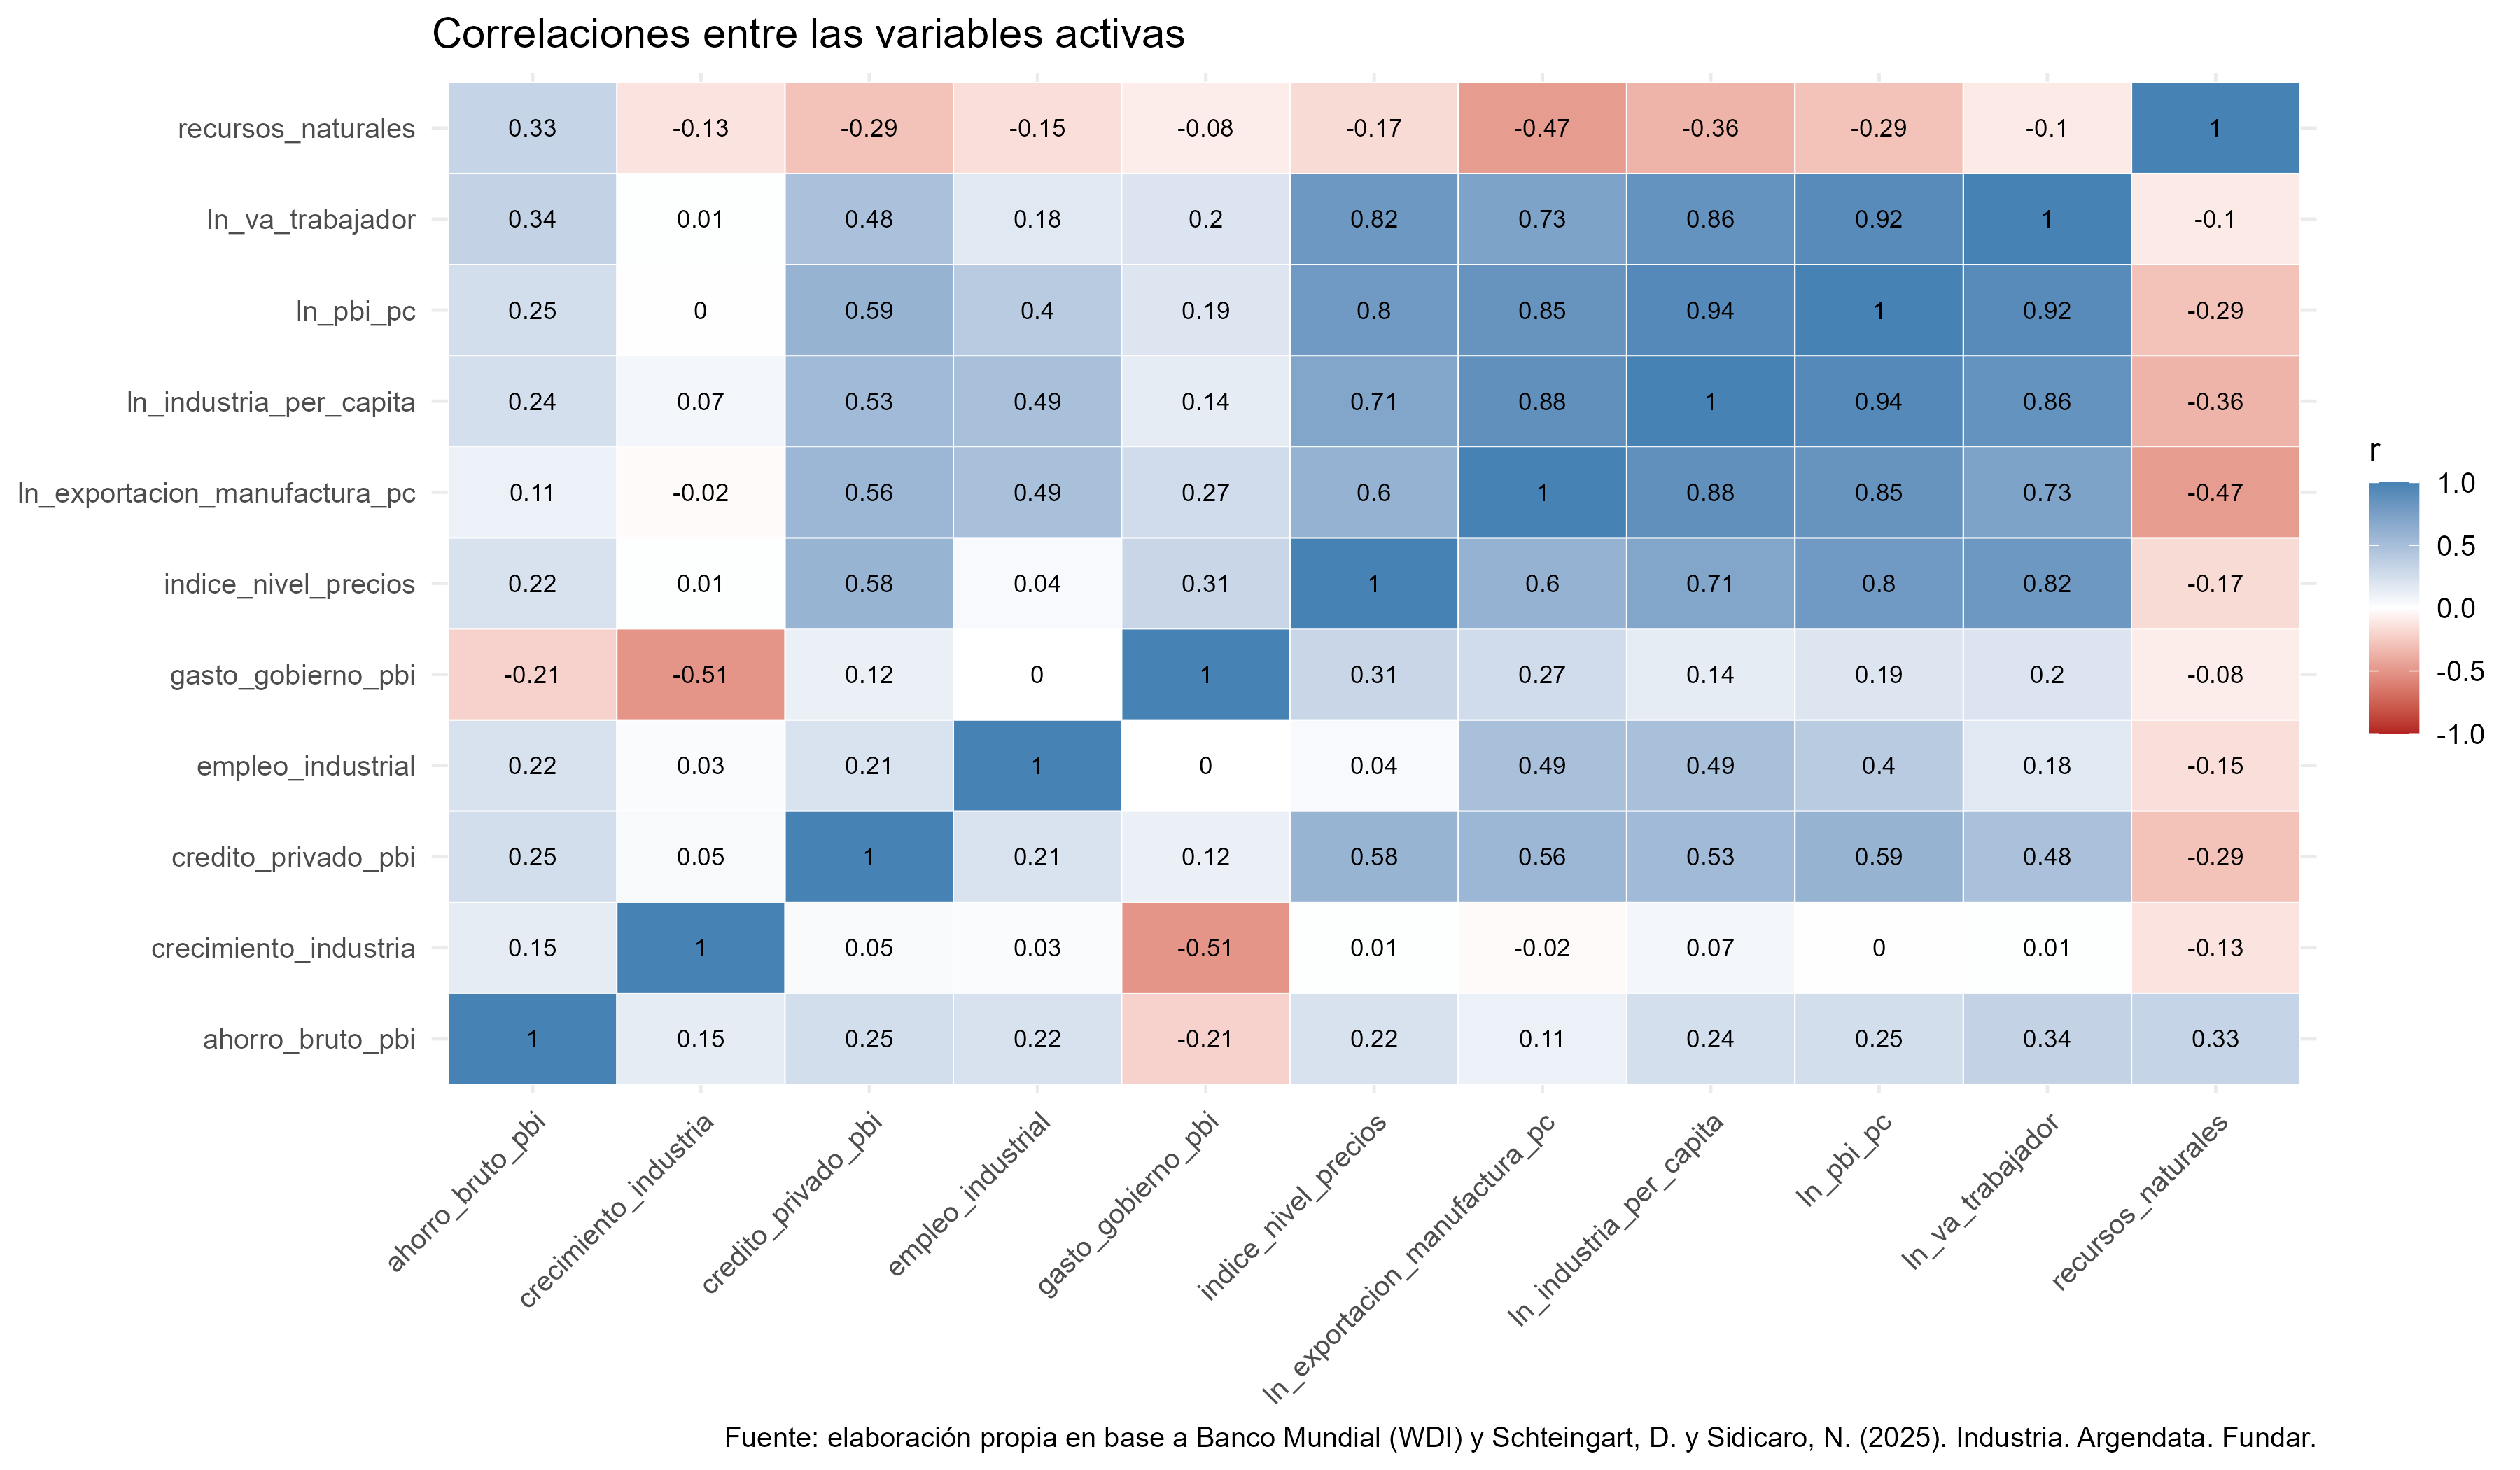 Correlaciones entre las variables activas
recursos_naturales 0.33 -0.13 -0.29 -0.15 -0.08 -0.17 -0.47 -0.36 -0.29 -0.1 1
ln_va_trabajador 0.34 0.01 0.48 0.18 0.2 0.82 0.73 0.86 0.92 1 -0.1
ln_pbi_pc 0.25 0 0.59 0.4 0.19 0.8 0.85 0.94 1 0.92 -0.29
ln_industria_per_capita 0.24 0.07 0.53 0.49 0.14 0.71 0.88 1 0.94 0.86 -0.36
ln_exportacion_manufactura_pc 0.11 -0.02 0.56 0.49 0.27 0.6 1 0.88 0.85 0.73 -0.47
indice_nivel_precios 0.22 0.01 0.58 0.04 0.31 1 0.6 0.71 0.8 0.82 -0.17
gasto_gobierno_pbi -0.21 -0.51 0.12 0 1 0.31 0.27 0.14 0.19 0.2 -0.08
empleo_industrial 0.22 0.03 0.21 1 0 0.04 0.49 0.49 0.4 0.18 -0.15
credito_privado_pbi 0.25 0.05 1 0.21 0.12 0.58 0.56 0.53 0.59 0.48 -0.29
crecimiento_industria 0.15 1 0.05 0.03 -0.51 0.01 -0.02 0.07 0 0.01 -0.13
ahorro_bruto_pbi 1 0.15 0.25 0.22 -0.21 0.22 0.11 0.24 0.25 0.34 0.33
ahorro_bruto_pbi
crecimiento_industria
credito_privado_pbi
empleo_industrial
gasto_gobierno_pbi
indice_nivel_precios
ln_exportacion_manufactura_pc
ln_industria_per_capita
ln_pbi_pc
ln_va_trabajador
recursos_naturales
r
1.0
0.5
0.0
-0.5
-1.0
Fuente: elaboración propia en base a Banco Mundial (WDI) y Schteingart, D. y Sidicaro, N. (2025). Industria. Argendata. Fundar.